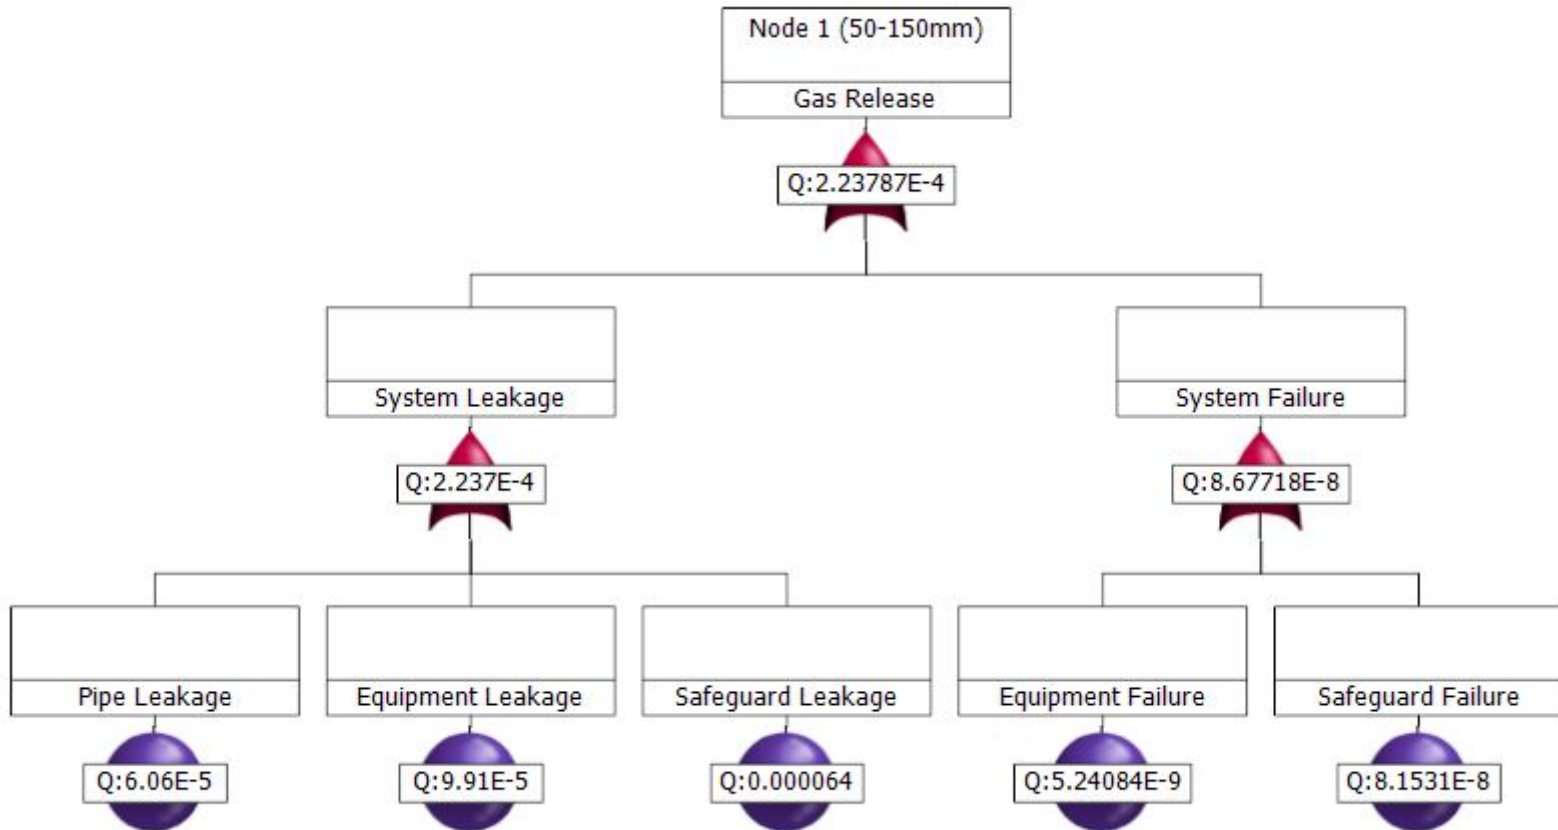 Node 1 (50-150mm)
Gas Release
Q:2.23787E-4
System Leakage
System Failure
Q:2.237E-4
Q:8.67718E-8
Pipe Leakage
Equipment Leakage
Safeguard Leakage
Equipment Failure
Safeguard Failure
Q:6.06E-5
Q:9.91E-5
Q:0.000064
Q:5.24084E-9
Q:8.1531E-8